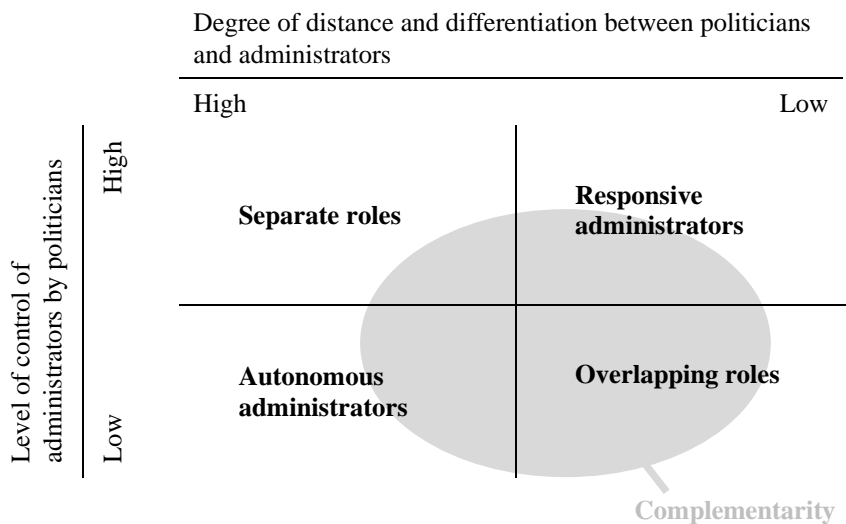 Degree of distance and differentiation between politicians
and administrators
High
Low
Level of control of
administrators by politicians
High
Low
Separate roles
Responsive
administrators
Autonomous
administrators
Overlapping roles
Complementarity